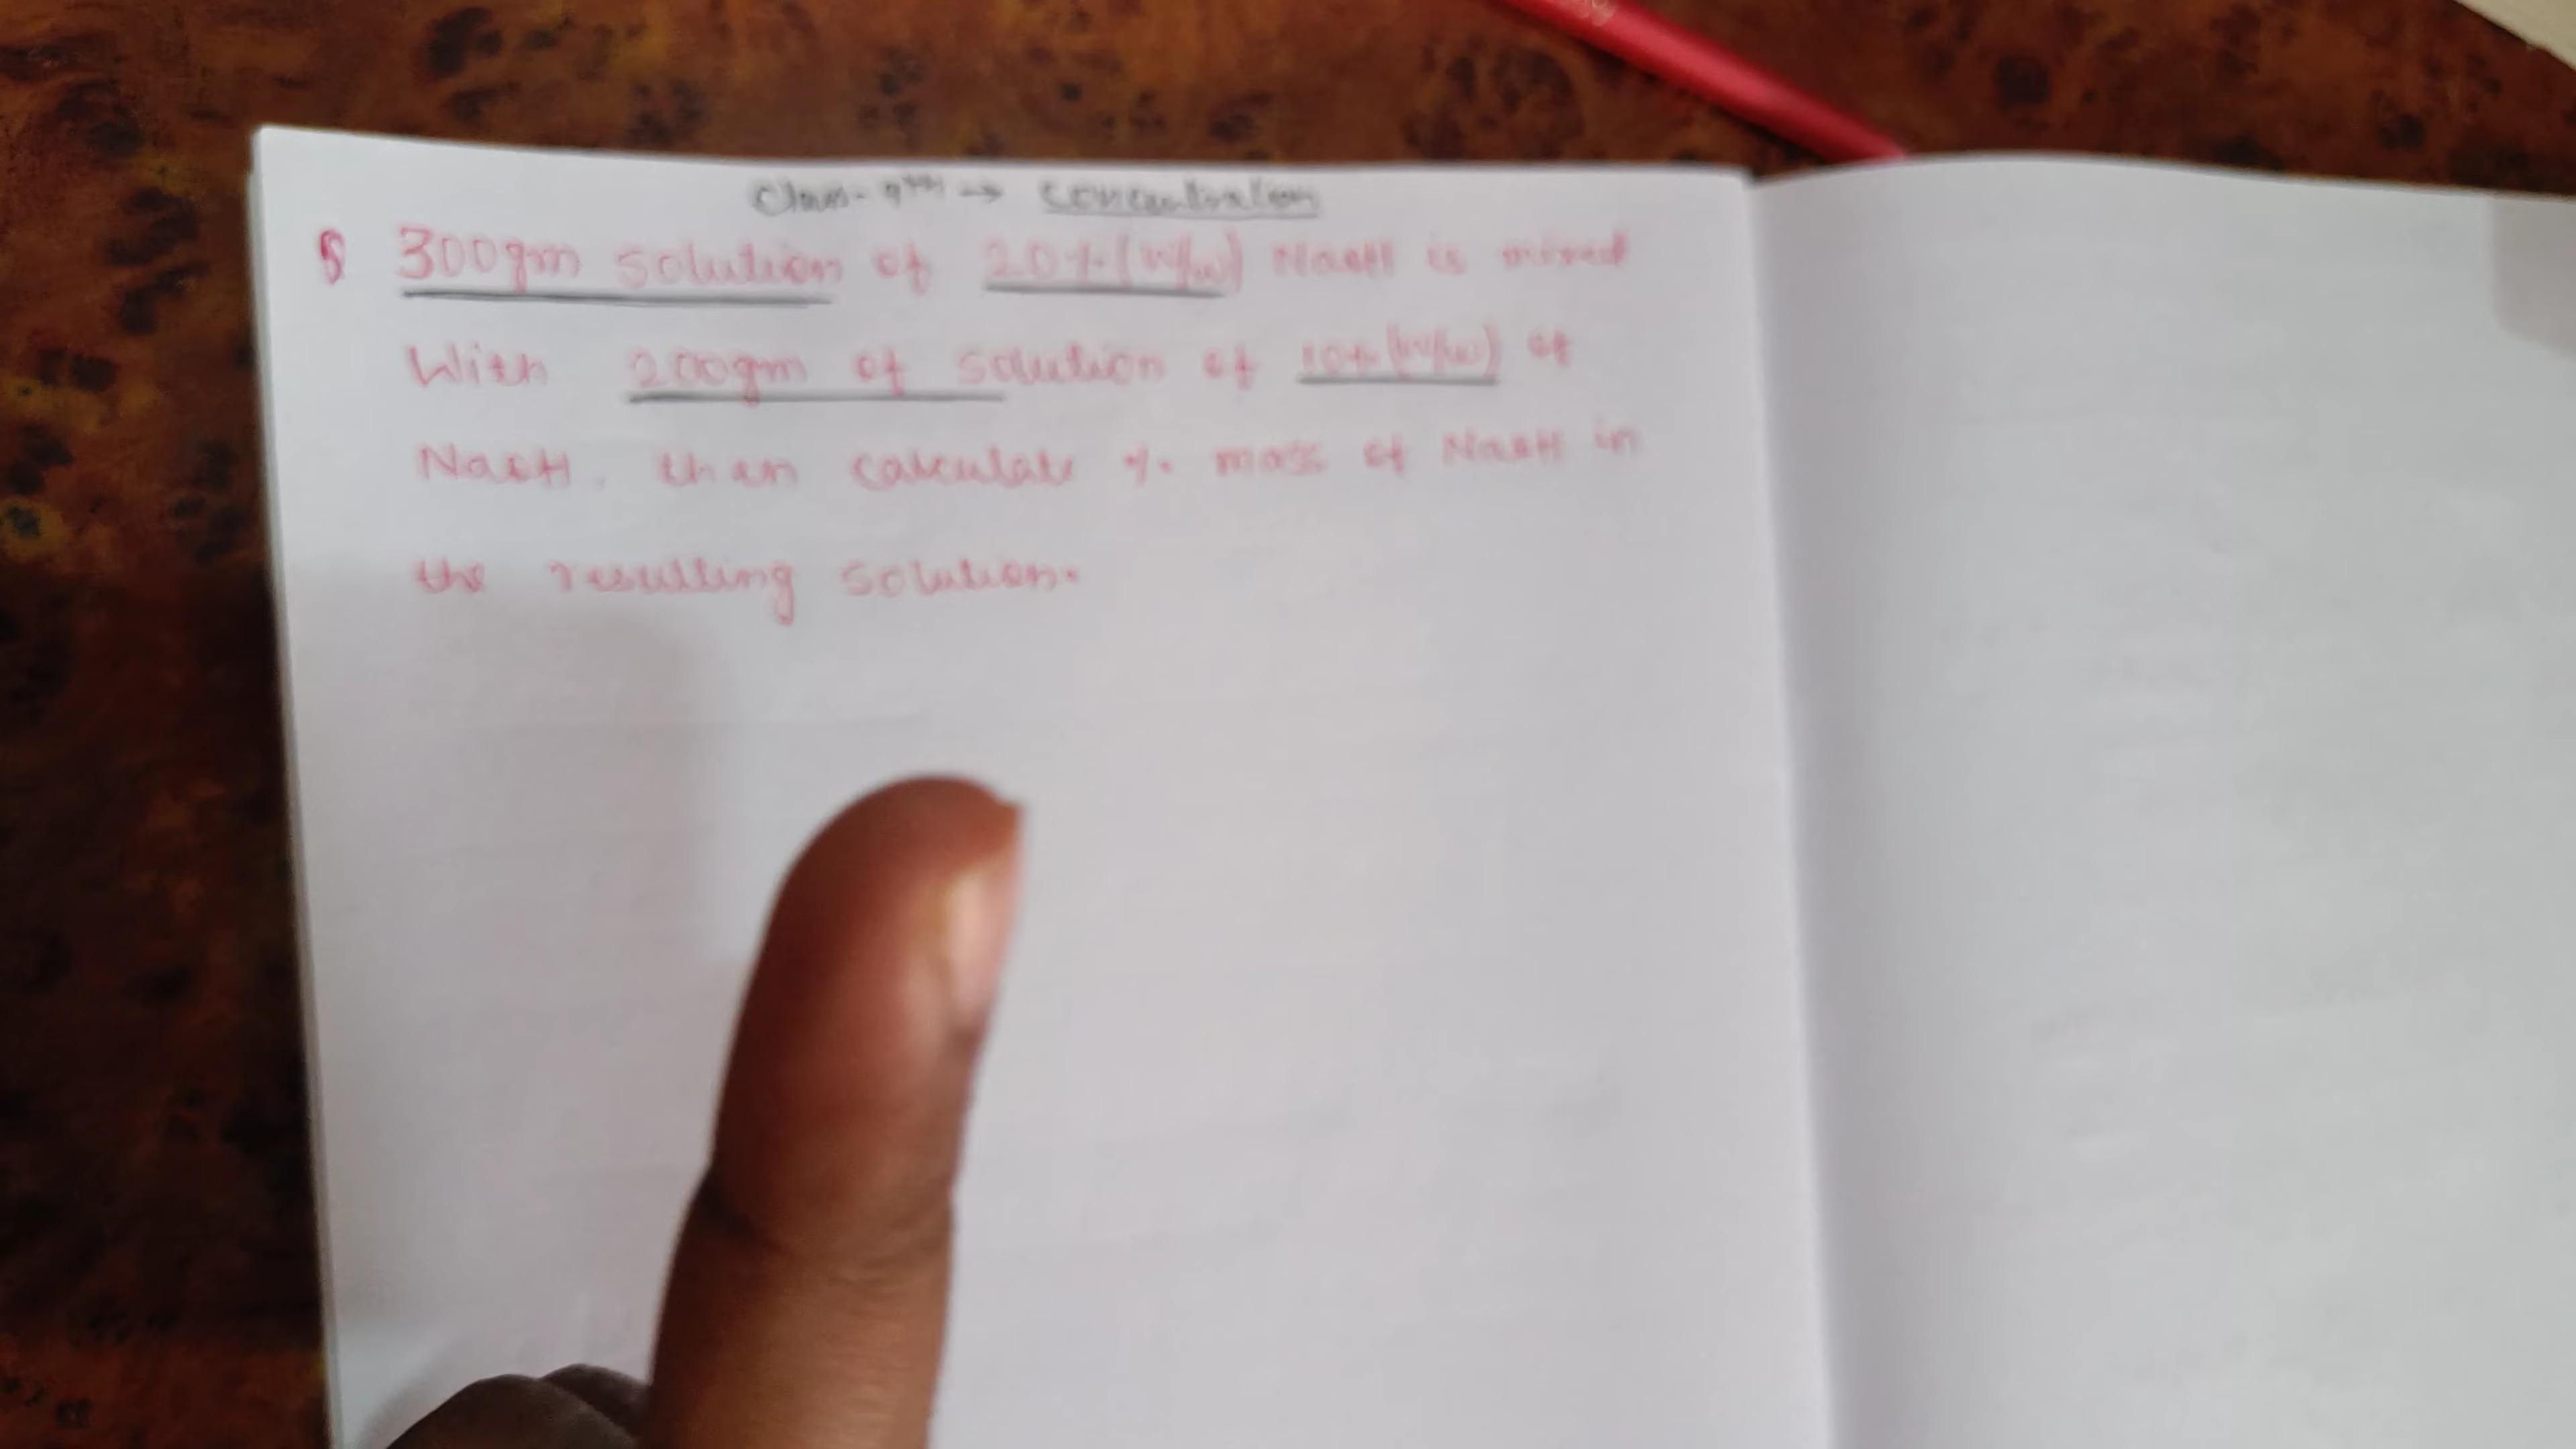 Class-9th → Concentration
Q 300gm solution of 20% (W/W) NaOH is mixed
With 200gm of solution of 10% (W/W) of
NaOH. then calculate % mass of NaOH in
the resulting solution.